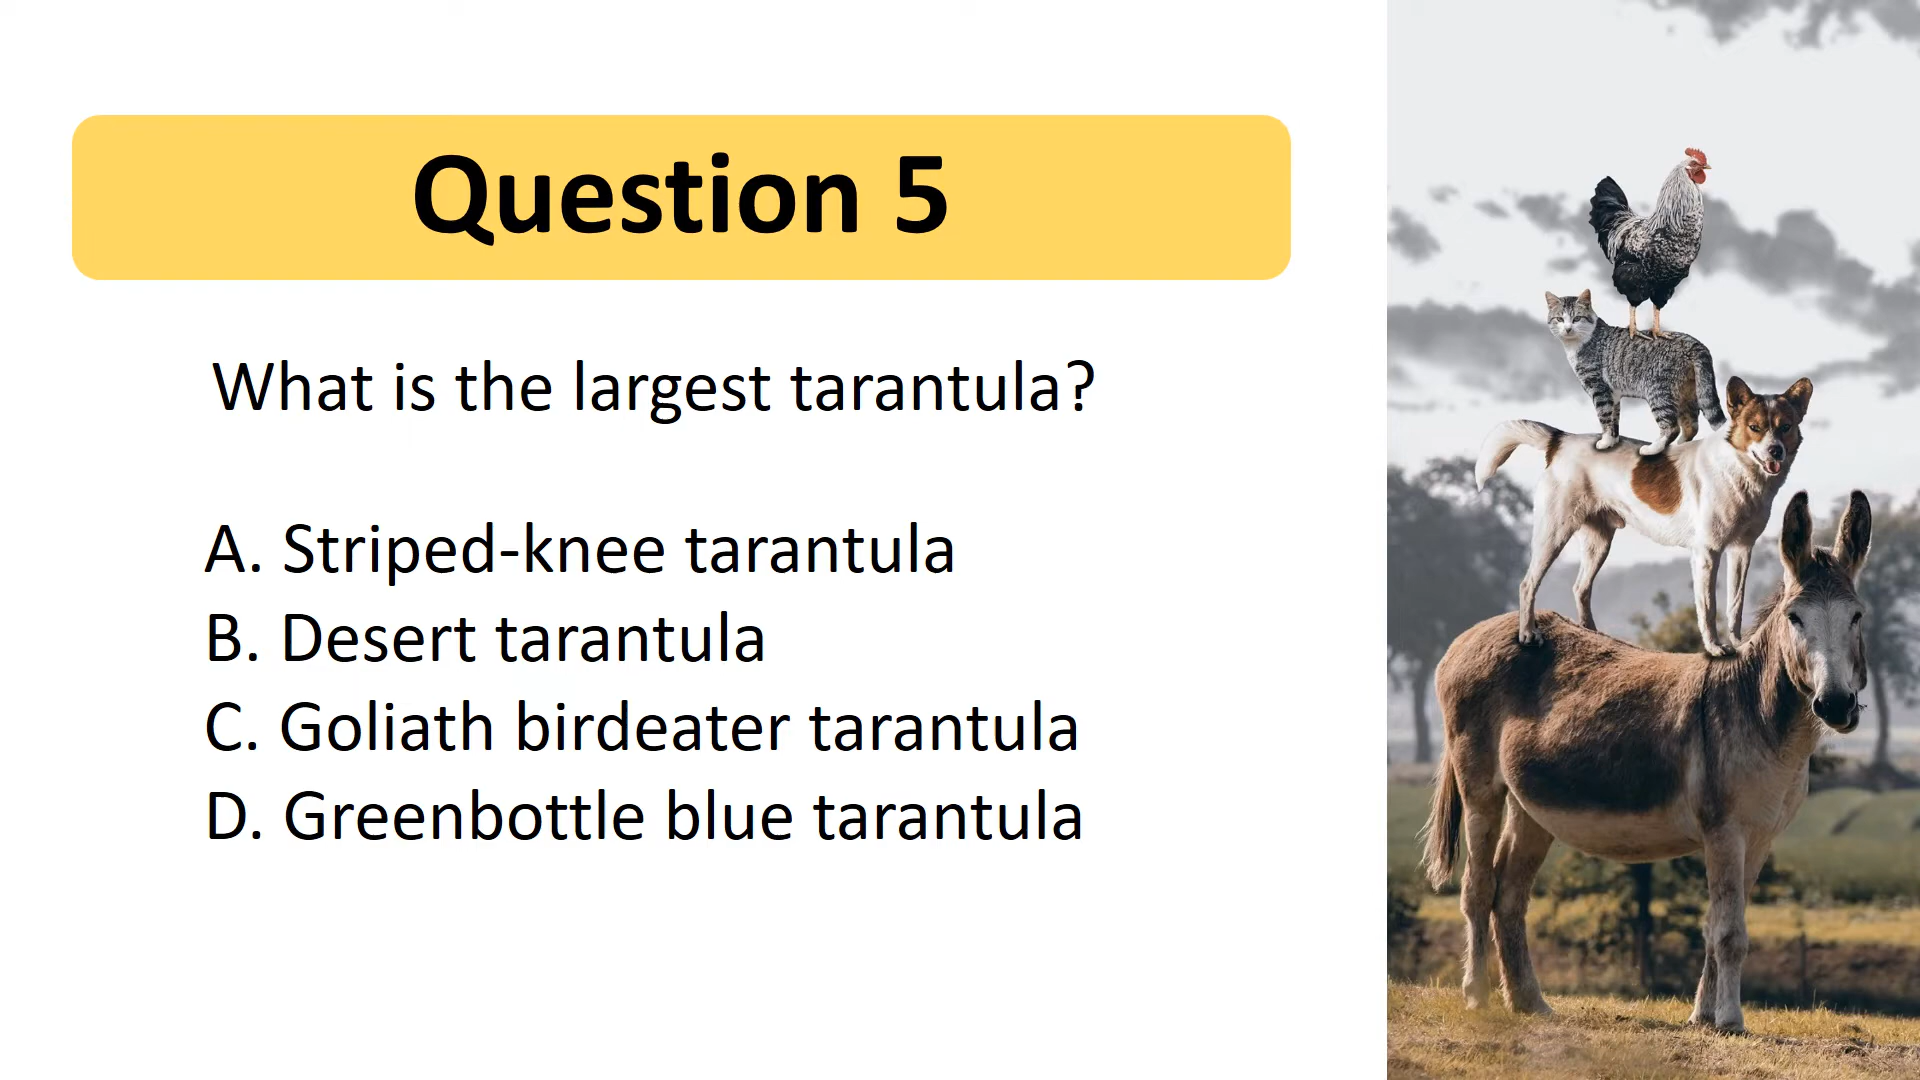 Question 5
What is the largest tarantula?
A. Striped-knee tarantula
B. Desert tarantula
C. Goliath birdeater tarantula
D. Greenbottle blue tarantula